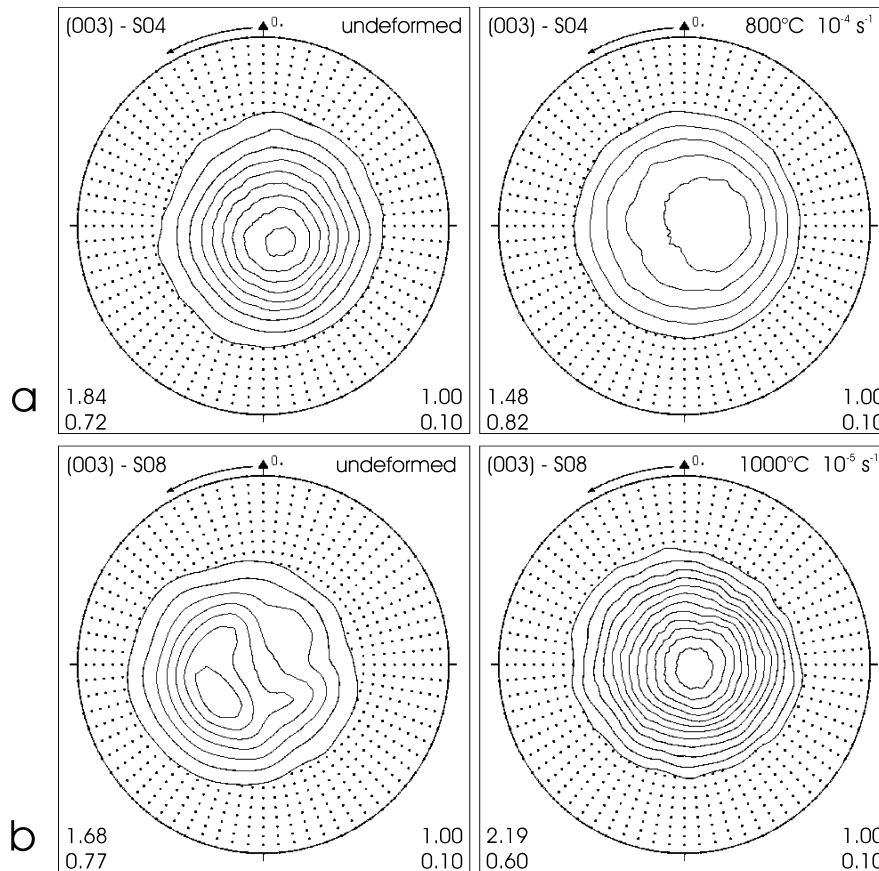 (003) - S04 0. undeformed
1.84 1.00
0.72 0.10
(003) - S04 0. 800°C 10⁻⁴ s⁻¹
1.48 1.00
0.82 0.10
a
(003) - S08 0. undeformed
1.68 1.00
0.77 0.10
(003) - S08 0. 1000°C 10⁻⁵ s⁻¹
2.19 1.00
0.60 0.10
b